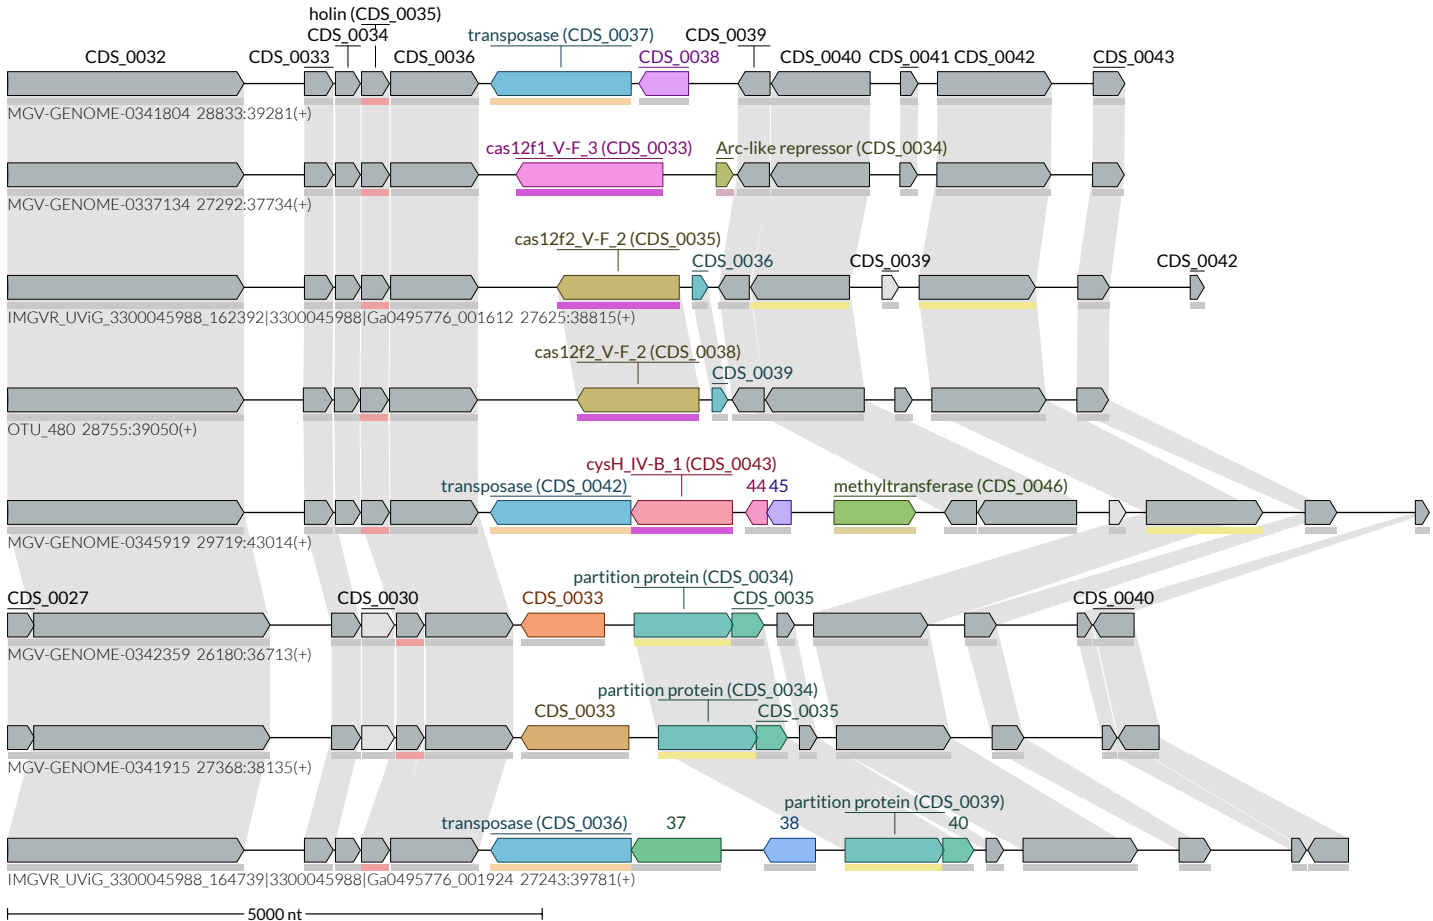 holin (CDS_0035)
CDS_0034 transposase (CDS_0037) CDS_0039
CDS_0032 CDS_0033 CDS_0036 CDS_0038 CDS_0040 CDS_0041 CDS_0042 CDS_0043
MGV-GENOME-0341804 28833:39281(+)
cas12f1_V-F_3 (CDS_0033) Arc-like repressor (CDS_0034)
MGV-GENOME-0337134 27292:37734(+)
cas12f2_V-F_2 (CDS_0035)
CDS_0036 CDS_0039 CDS_0042
IMGVR_UViG_3300045988_162392|3300045988|Ga0495776_001612 27625:38815(+)
cas12f2_V-F_2 (CDS_0038)
CDS_0039
OTU_480 28755:39050(+)
cysH_IV-B_1 (CDS_0043)
transposase (CDS_0042) 44 45 methyltransferase (CDS_0046)
MGV-GENOME-0345919 29719:43014(+)
partition protein (CDS_0034)
CDS_0027 CDS_0030 CDS_0033 CDS_0035 CDS_0040
MGV-GENOME-0342359 26180:36713(+)
partition protein (CDS_0034)
CDS_0033 CDS_0035
MGV-GENOME-0341915 27368:38135(+)
partition protein (CDS_0039)
transposase (CDS_0036) 37 38 40
IMGVR_UViG_3300045988_164739|3300045988|Ga0495776_001924 27243:39781(+)
5000 nt